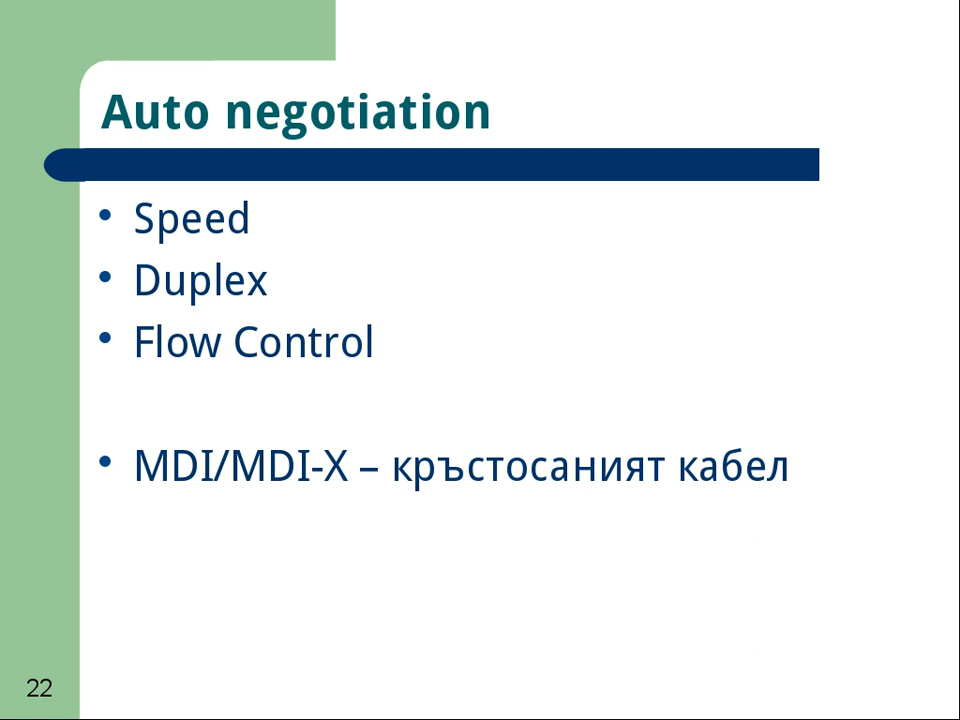 Auto negotiation
• Speed
• Duplex
• Flow Control
• MDI/MDI-X – кръстосаният кабел
22